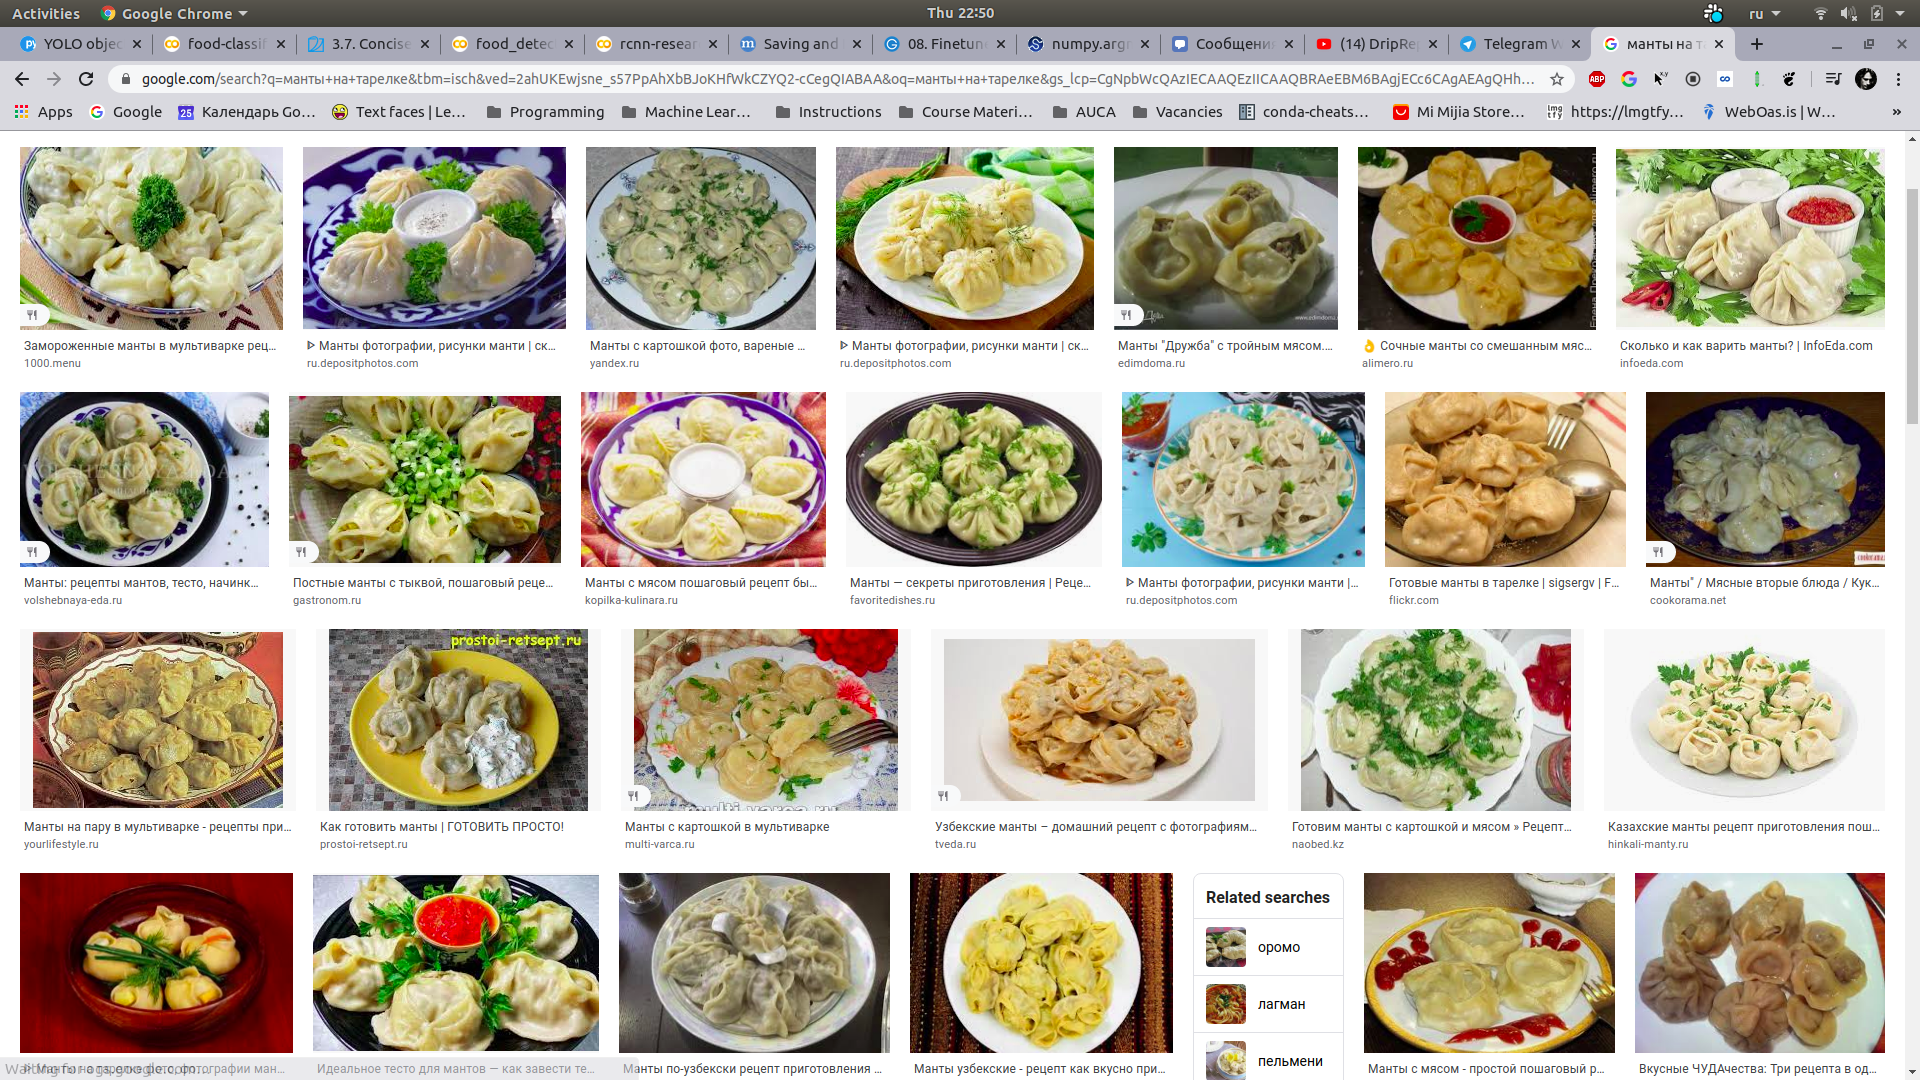 Activities
Google Chrome
Thu 22:50
ru
YOLO objec
food-classif
3.7. Concise
food_detec
rcnn-resear
Saving and
08. Finetun
numpy.argm
Сообщени
(14) DripRe
Telegram W
манты на т
google.com/search?q=манты+на+тарелке&tbm=isch&ved=2ahUKEwjsne_s57PpAhXbBJoKHfWkCZYQ2-cCegQIABAA&oq=манты+на+тарелке&gs_lcp=CgNpbWcQAzIECAAQEzIICAAQBRAeEBM6BAgjECc6CAgAEAgQHh...
Apps
Google
Календарь Go...
Text faces | Le...
Programming
Machine Lear...
Instructions
Course Materi...
AUCA
Vacancies
conda-cheats...
Mi Mijia Store...
https://lmgtfy...
WebOas.is | W...
Замороженные манты в мультиварке рец...
1000.menu
Манты фотографии, рисунки манти | ск...
ru.depositphotos.com
Манты с картошкой фото, вареные ...
yandex.ru
Манты фотографии, рисунки манти | ск...
ru.depositphotos.com
Манты "Дружба" с тройным мясом....
edimdoma.ru
Сочные манты со смешанным мяс...
alimero.ru
Сколько и как варить манты? | InfoEda.com
infoeda.com
Манты: рецепты мантов, тесто, начинк...
volshebnaya-eda.ru
Постные манты с тыквой, пошаговый реце...
gastronom.ru
Манты с мясом пошаговый рецепт бы...
kopilka-kulinara.ru
Манты — секреты приготовления | Реце...
favoritedishes.ru
Манты фотографии, рисунки манти |...
ru.depositphotos.com
Готовые манты в тарелке | sigsergv | F...
flickr.com
Манты" / Мясные вторые блюда / Кук...
cookorama.net
prostoi-retsept.ru
Манты на пару в мультиварке - рецепты при...
yourlifestyle.ru
Как готовить манты | ГОТОВИТЬ ПРОСТО!
prostoi-retsept.ru
Манты с картошкой в мультиварке
multi-varca.ru
Узбекские манты – домашний рецепт с фотографиям...
tveda.ru
Готовим манты с картошкой и мясом » Рецепт...
naobed.kz
Казахские манты рецепт приготовления пош...
hinkali-manty.ru
Related searches
оромо
лагман
пельмени
Манты на тарелке фото, фотографии ман...
Идеальное тесто для мантов — как завести те...
Манты по-узбекски рецепт приготовления ...
Манты узбекские - рецепт как вкусно при...
Манты с мясом - простой пошаговый р...
Вкусные ЧУДАчества: Три рецепта в од...